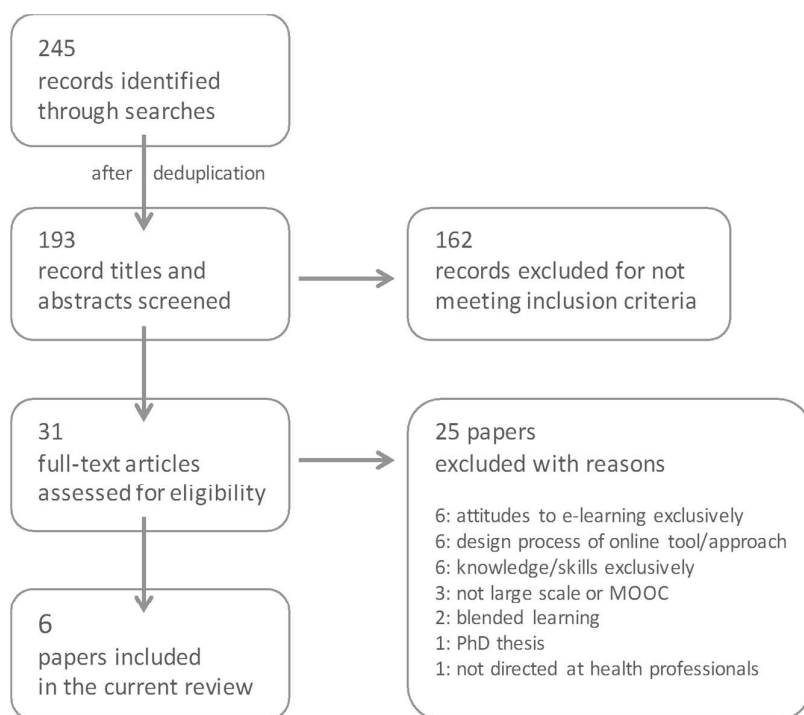 245
records identified
through searches
after deduplication
193
record titles and
abstracts screened
162
records excluded for not
meeting inclusion criteria
31
full-text articles
assessed for eligibility
25 papers
excluded with reasons
6: attitudes to e-learning exclusively
6: design process of online tool/approach
6: knowledge/skills exclusively
3: not large scale or MOOC
2: blended learning
1: PhD thesis
1: not directed at health professionals
6
papers included
in the current review